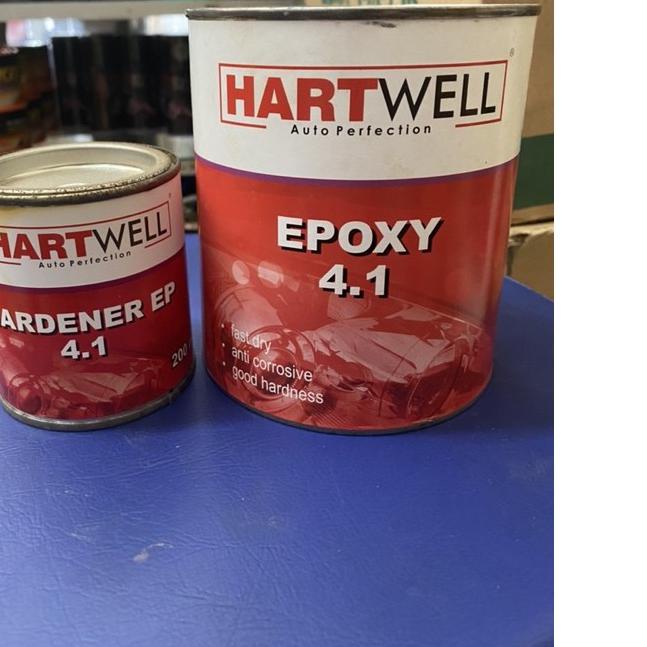 HARTWELL
®
Auto Perfection
EPOXY
4.1
• fast dry
• anti corrosive
• good hardness
HARTWELL
Auto Perfection
ARDENER EP
4.1
200